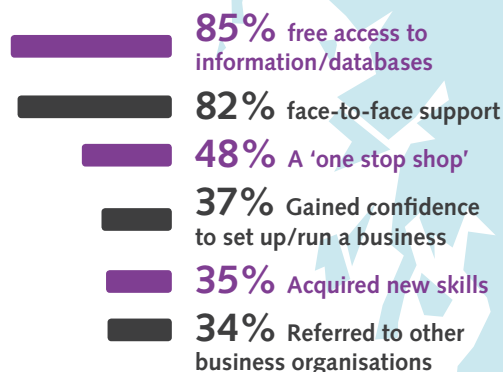 85% free access to
information/databases
82% face-to-face support
48% A ‘one stop shop’
37% Gained confidence
to set up/run a business
35% Acquired new skills
34% Referred to other
business organisations